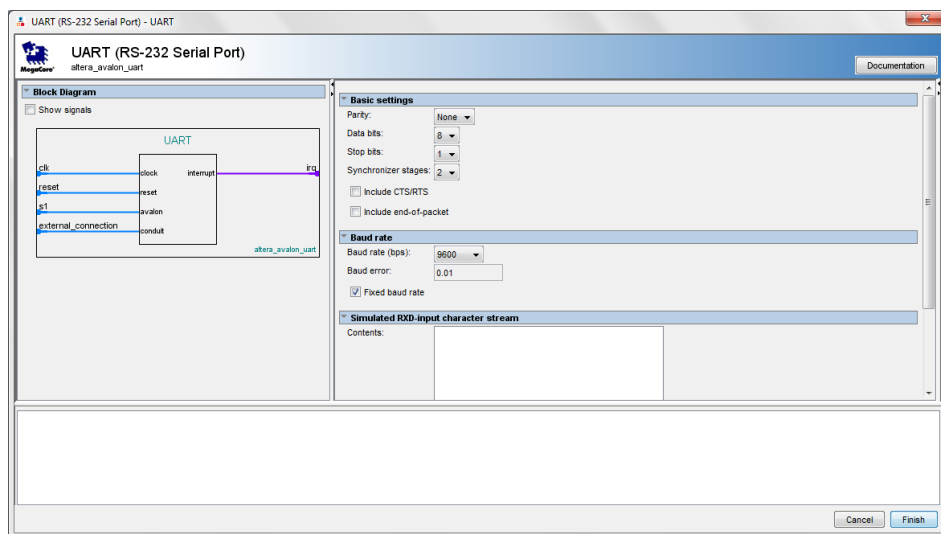 UART (RS-232 Serial Port) - UART
UART (RS-232 Serial Port)
altera_avalon_uart
MegaCore'
Documentation
Block Diagram
Show signals
UART
clk
clock
interrupt
irq
reset
reset
s1
avalon
external_connection
conduit
altera_avalon_uart
Basic settings
Parity:
None
Data bits:
8
Stop bits:
1
Synchronizer stages:
2
Include CTS/RTS
Include end-of-packet
Baud rate
Baud rate (bps):
9600
Baud error:
0.01
Fixed baud rate
Simulated RXD-input character stream
Contents:
Cancel
Finish